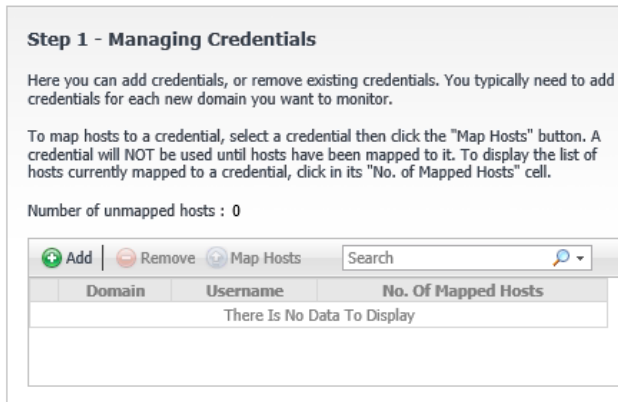 Step 1 - Managing Credentials
Here you can add credentials, or remove existing credentials. You typically need to add
credentials for each new domain you want to monitor.
To map hosts to a credential, select a credential then click the "Map Hosts" button. A
credential will NOT be used until hosts have been mapped to it. To display the list of
hosts currently mapped to a credential, click in its "No. of Mapped Hosts" cell.
Number of unmapped hosts : 0
Add Remove Map Hosts Search
Domain Username No. Of Mapped Hosts
There Is No Data To Display